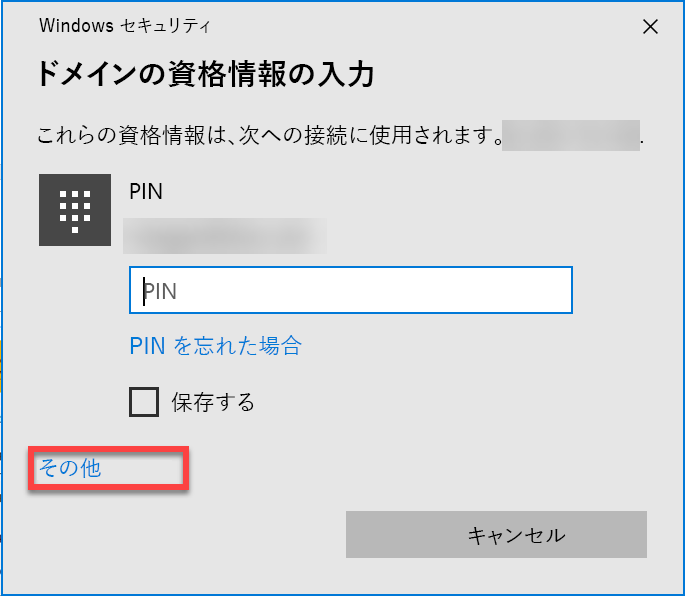 Windows セキュリティ
ドメインの資格情報の入力
これらの資格情報は、次への接続に使用されます。 .
PIN
PIN
PIN を忘れた場合
保存する
その他
キャンセル